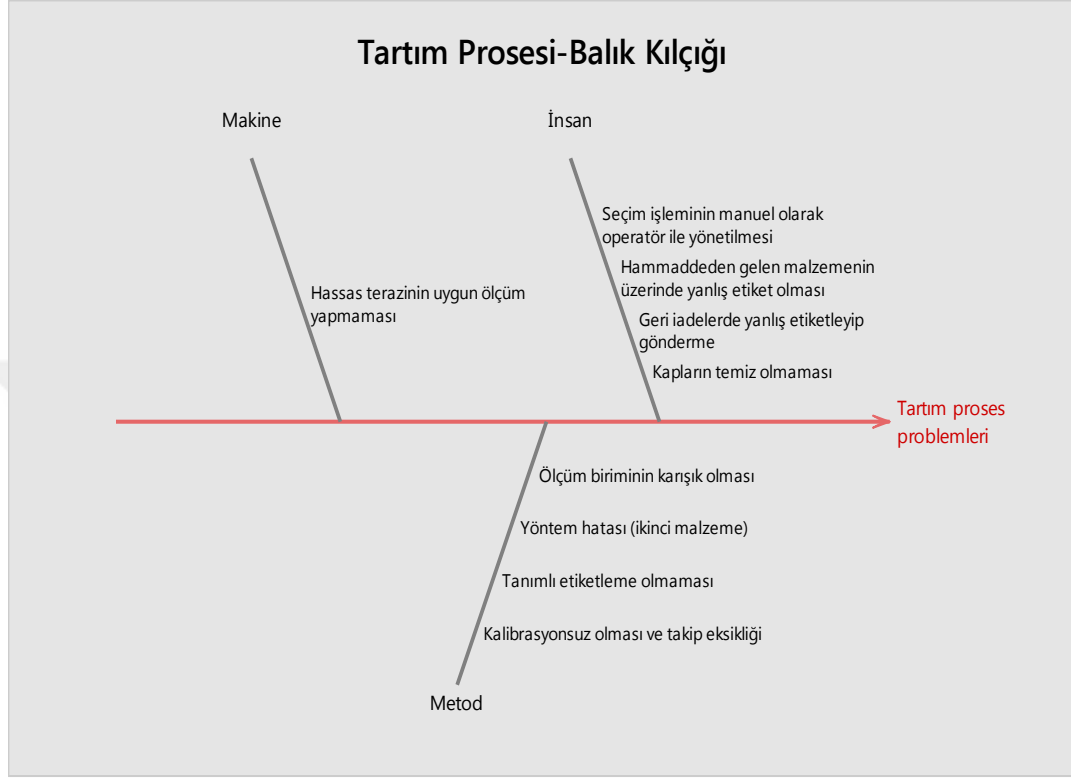 Tartım Prosesi-Balık Kılçığı
Makine
İnsan
Seçim işleminin manuel olarak
operatör ile yönetilmesi
Hammaddeden gelen malzemenin
üzerinde yanlış etiket olması
Hassas terazinin uygun ölçüm
yapmaması
Geri iadelerde yanlış etiketleyip
gönderme
Kapların temiz olmaması
Tartım proses
problemleri
Ölçüm biriminin karışık olması
Yöntem hatası (ikinci malzeme)
Tanımlı etiketleme olmaması
Kalibrasyonsuz olması ve takip eksikliği
Metod